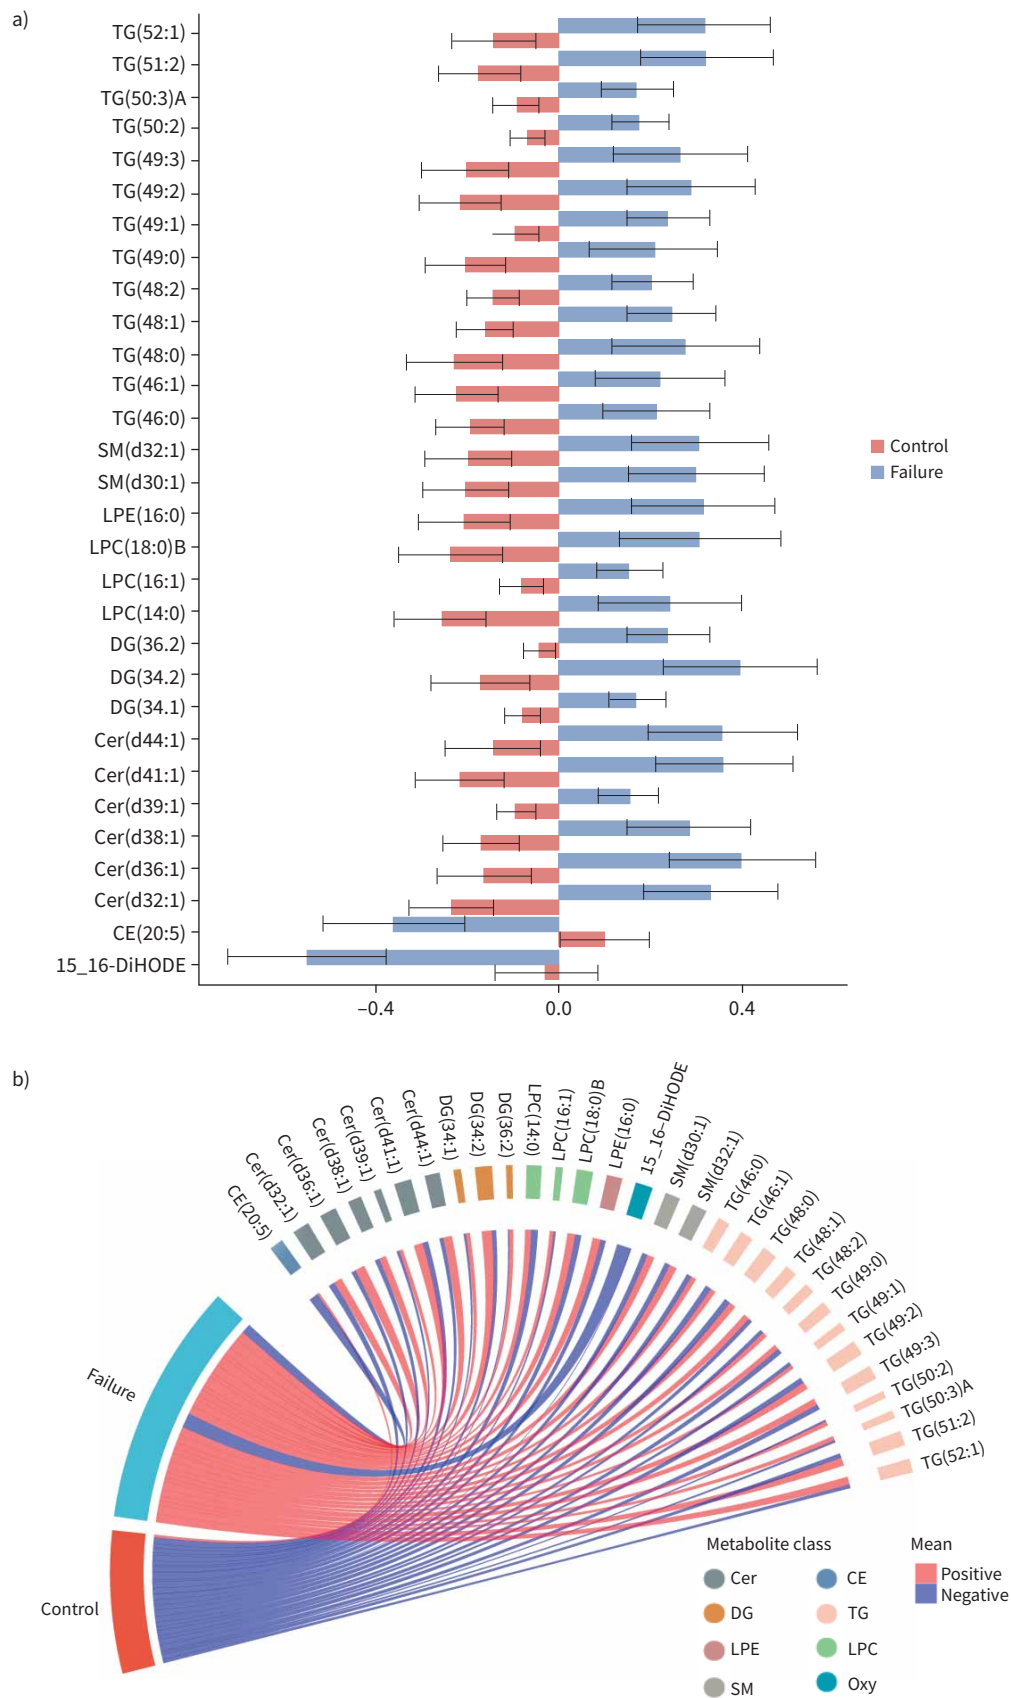 a)
TG(52:1)
TG(51:2)
TG(50:3)A
TG(50:2)
TG(49:3)
TG(49:2)
TG(49:1)
TG(49:0)
TG(48:2)
TG(48:1)
TG(48:0)
TG(46:1)
TG(46:0)
SM(d32:1)
SM(d30:1)
LPE(16:0)
LPC(18:0)B
LPC(16:1)
LPC(14:0)
DG(36.2)
DG(34.2)
DG(34.1)
Cer(d44:1)
Cer(d41:1)
Cer(d39:1)
Cer(d38:1)
Cer(d36:1)
Cer(d32:1)
CE(20:5)
15_16-DiHODE
Control
Failure
–0.4
0.0
0.4
b)
CE(20:5)
Cer(d32:1)
Cer(d36:1)
Cer(d38:1)
Cer(d39:1)
Cer(d41:1)
Cer(d44:1)
DG(34:1)
DG(34:2)
DG(36:2)
LPC(14:0)
LPC(16:1)
LPC(18:0)B
LPE(16:0)
15_16–DiHODE
SM(d30:1)
SM(d32:1)
TG(46:0)
TG(46:1)
TG(48:0)
TG(48:1)
TG(48:2)
TG(49:0)
TG(49:1)
TG(49:2)
TG(49:3)
TG(50:2)
TG(50:3)A
TG(51:2)
TG(52:1)
Failure
Control
Metabolite class
Cer
CE
DG
TG
LPE
LPC
SM
Oxy
Mean
Positive
Negative